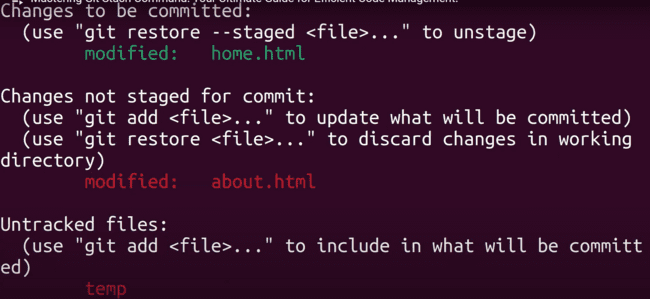 Mastering Git Stash Command: Your Ultimate Guide for Efficient Code Management.
Changes to be committed:
(use "git restore --staged <file>..." to unstage)
modified: home.html
Changes not staged for commit:
(use "git add <file>..." to update what will be committed)
(use "git restore <file>..." to discard changes in working
directory)
modified: about.html
Untracked files:
(use "git add <file>..." to include in what will be committ
ed)
temp